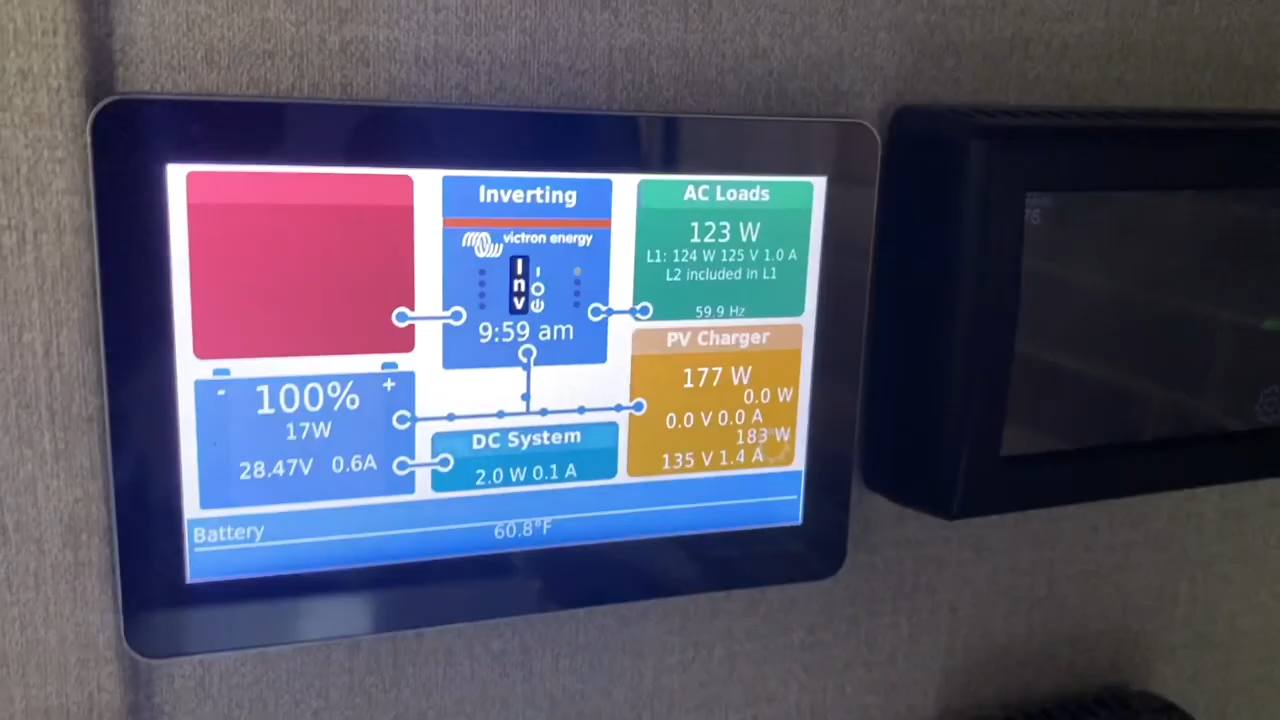 Inverting
victron energy
Inv
I
O
9:59 am
AC Loads
123 W
L1: 124 W 125 V 1.0 A
L2 included in L1
59.9 Hz
PV Charger
177 W
0.0 W
0.0 V 0.0 A
183 W
135 V 1.4 A
- +
100%
17W
28.47V 0.6A
DC System
2.0 W 0.1 A
Battery 60.8°F